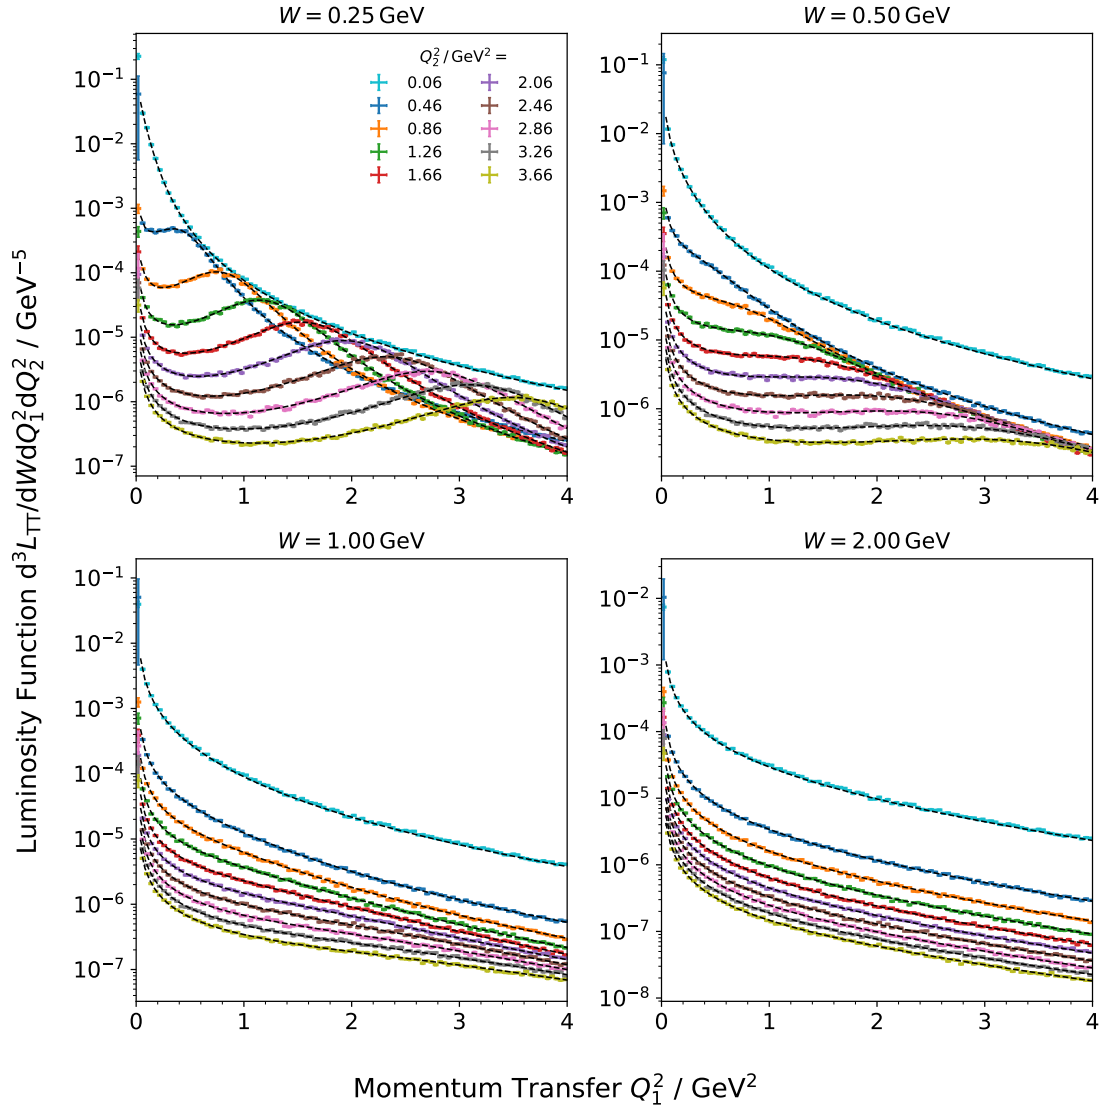 W = 0.25 GeV
W = 0.50 GeV
Q₂² / GeV² =
0.06 2.06
0.46 2.46
0.86 2.86
1.26 3.26
1.66 3.66
10⁻¹
10⁻²
10⁻³
10⁻⁴
10⁻⁵
10⁻⁶
10⁻⁷
0 1 2 3 4
10⁻¹
10⁻²
10⁻³
10⁻⁴
10⁻⁵
10⁻⁶
0 1 2 3 4
Luminosity Function d³L_TT/dWdQ₁²dQ₂² / GeV⁻⁵
W = 1.00 GeV
W = 2.00 GeV
10⁻¹
10⁻²
10⁻³
10⁻⁴
10⁻⁵
10⁻⁶
10⁻⁷
0 1 2 3 4
10⁻²
10⁻³
10⁻⁴
10⁻⁵
10⁻⁶
10⁻⁷
10⁻⁸
0 1 2 3 4
Momentum Transfer Q₁² / GeV²